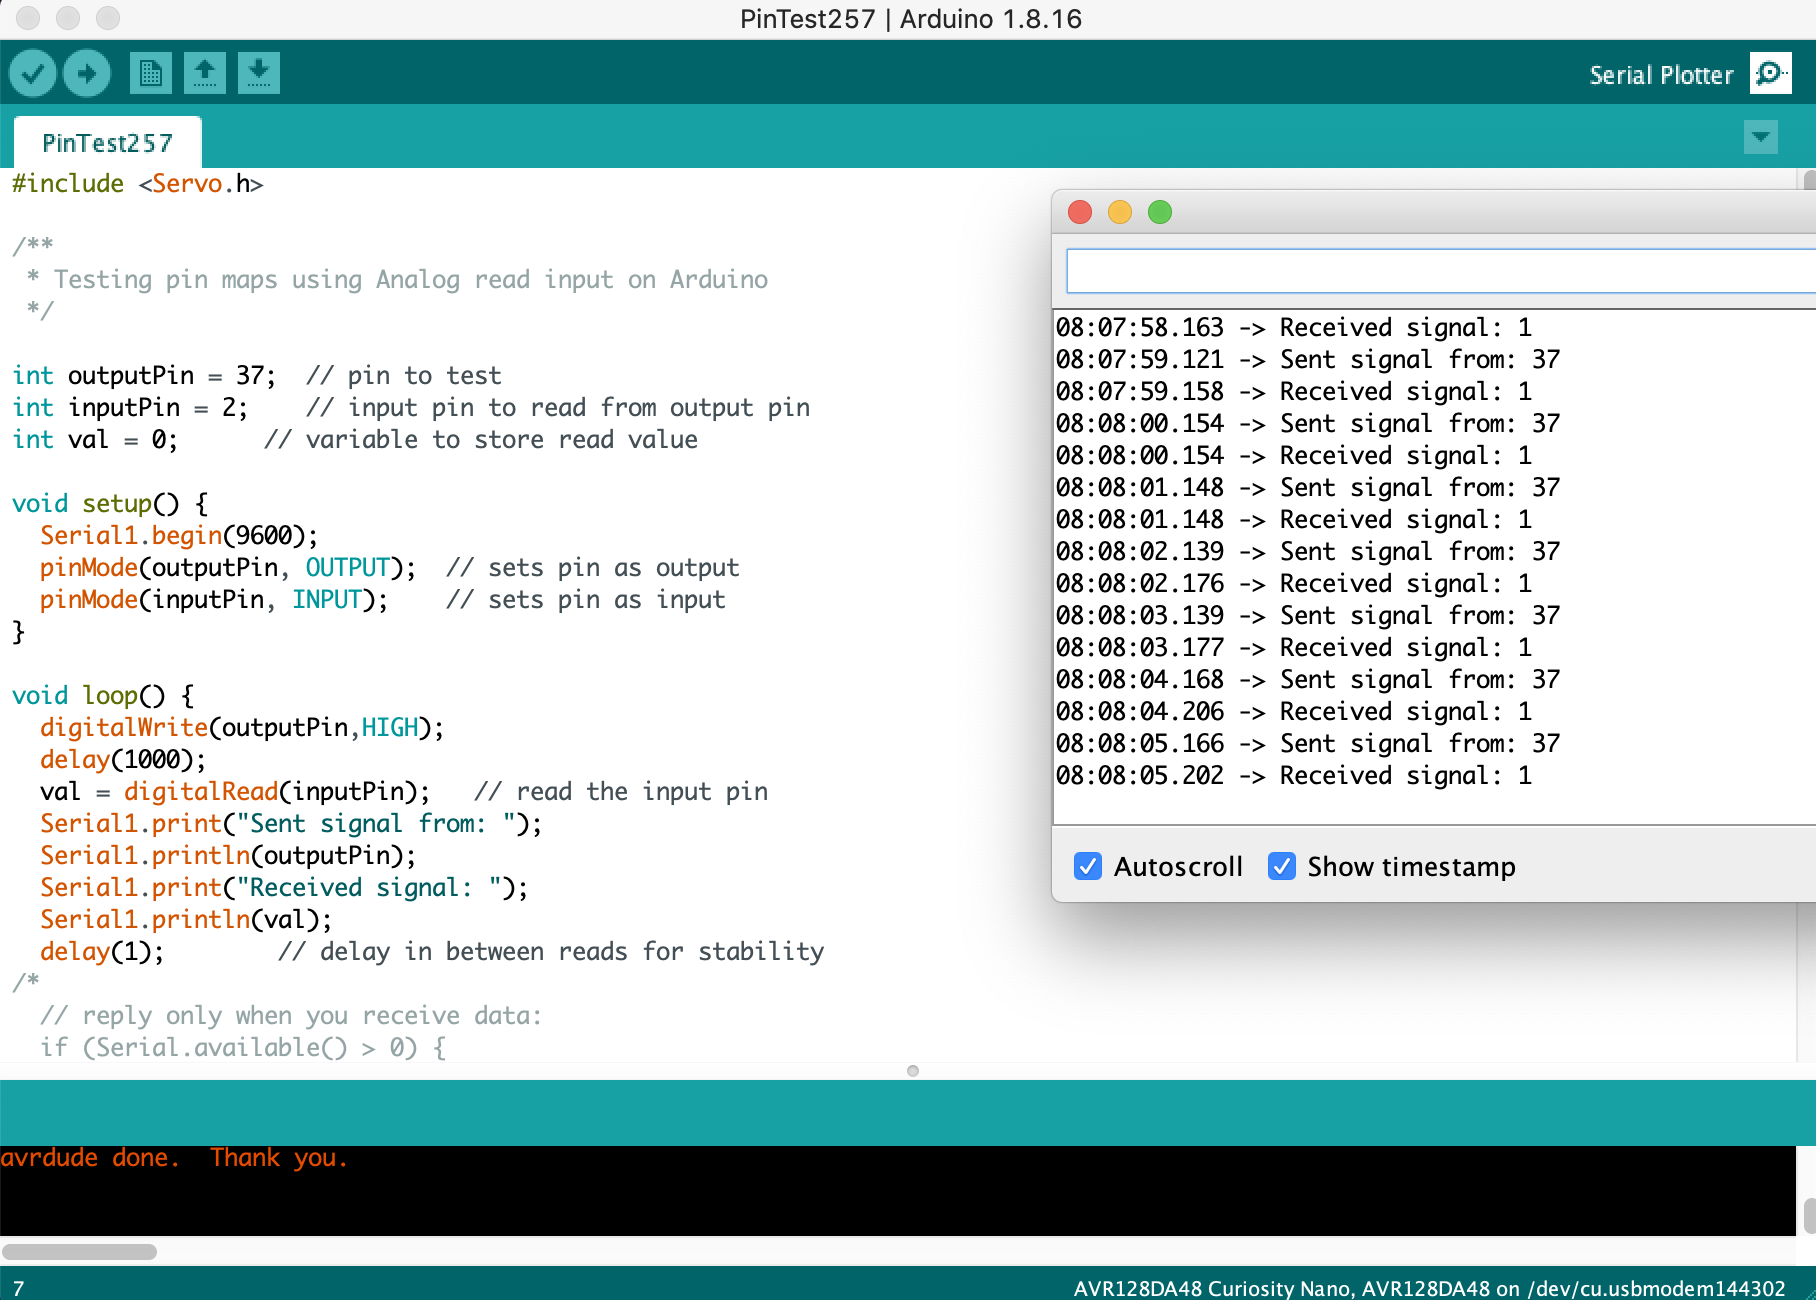 PinTest257 | Arduino 1.8.16
Serial Plotter
PinTest257
#include <Servo.h>
/**
 * Testing pin maps using Analog read input on Arduino
 */
int outputPin = 37;  // pin to test
int inputPin = 2;    // input pin to read from output pin
int val = 0;      // variable to store read value
void setup() {
  Serial1.begin(9600);
  pinMode(outputPin, OUTPUT);  // sets pin as output
  pinMode(inputPin, INPUT);    // sets pin as input
}
void loop() {
  digitalWrite(outputPin,HIGH);
  delay(1000);
  val = digitalRead(inputPin);   // read the input pin
  Serial1.print("Sent signal from: ");
  Serial1.println(outputPin);
  Serial1.print("Received signal: ");
  Serial1.println(val);
  delay(1);        // delay in between reads for stability
/*
  // reply only when you receive data:
  if (Serial.available() > 0) {
08:07:58.163 -> Received signal: 1
08:07:59.121 -> Sent signal from: 37
08:07:59.158 -> Received signal: 1
08:08:00.154 -> Sent signal from: 37
08:08:00.154 -> Received signal: 1
08:08:01.148 -> Sent signal from: 37
08:08:01.148 -> Received signal: 1
08:08:02.139 -> Sent signal from: 37
08:08:02.176 -> Received signal: 1
08:08:03.139 -> Sent signal from: 37
08:08:03.177 -> Received signal: 1
08:08:04.168 -> Sent signal from: 37
08:08:04.206 -> Received signal: 1
08:08:05.166 -> Sent signal from: 37
08:08:05.202 -> Received signal: 1
Autoscroll
Show timestamp
avrdude done.  Thank you.
7
AVR128DA48 Curiosity Nano, AVR128DA48 on /dev/cu.usbmodem144302